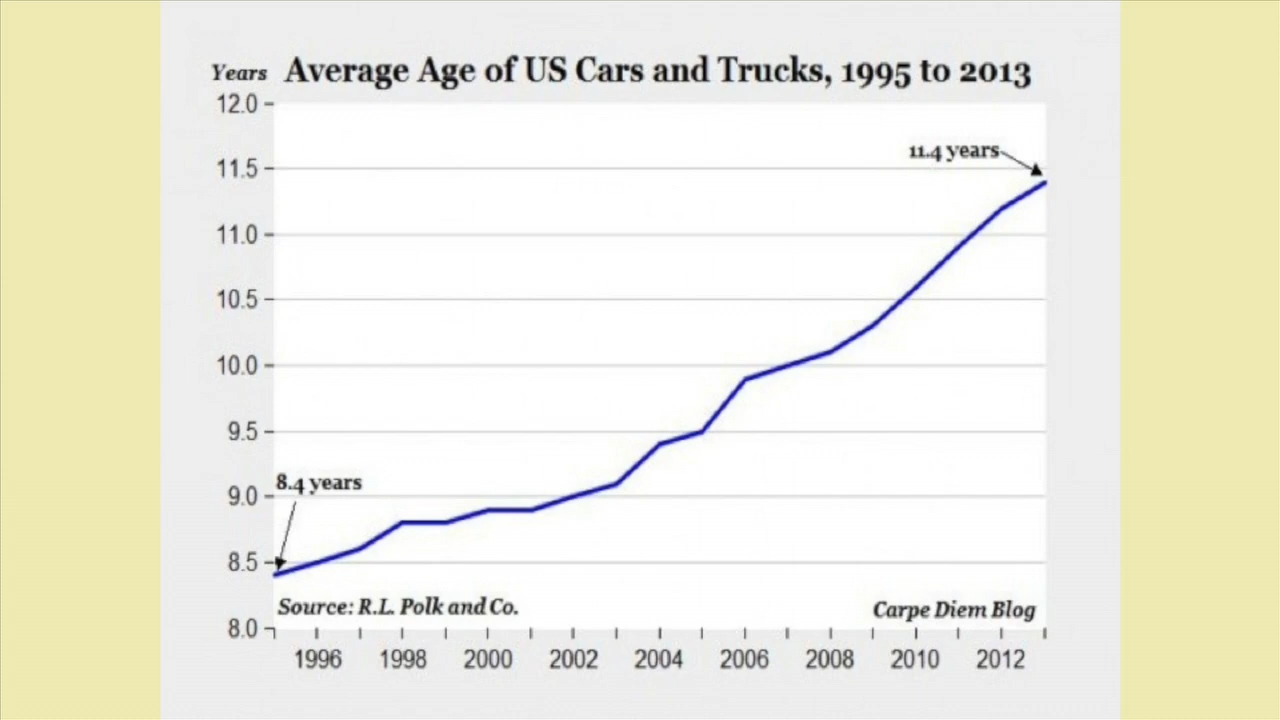 Years Average Age of US Cars and Trucks, 1995 to 2013
12.0
11.4 years
11.5
11.0
10.5
10.0
9.5
8.4 years
9.0
8.5
Source: R.L. Polk and Co. Carpe Diem Blog
8.0
1996 1998 2000 2002 2004 2006 2008 2010 2012